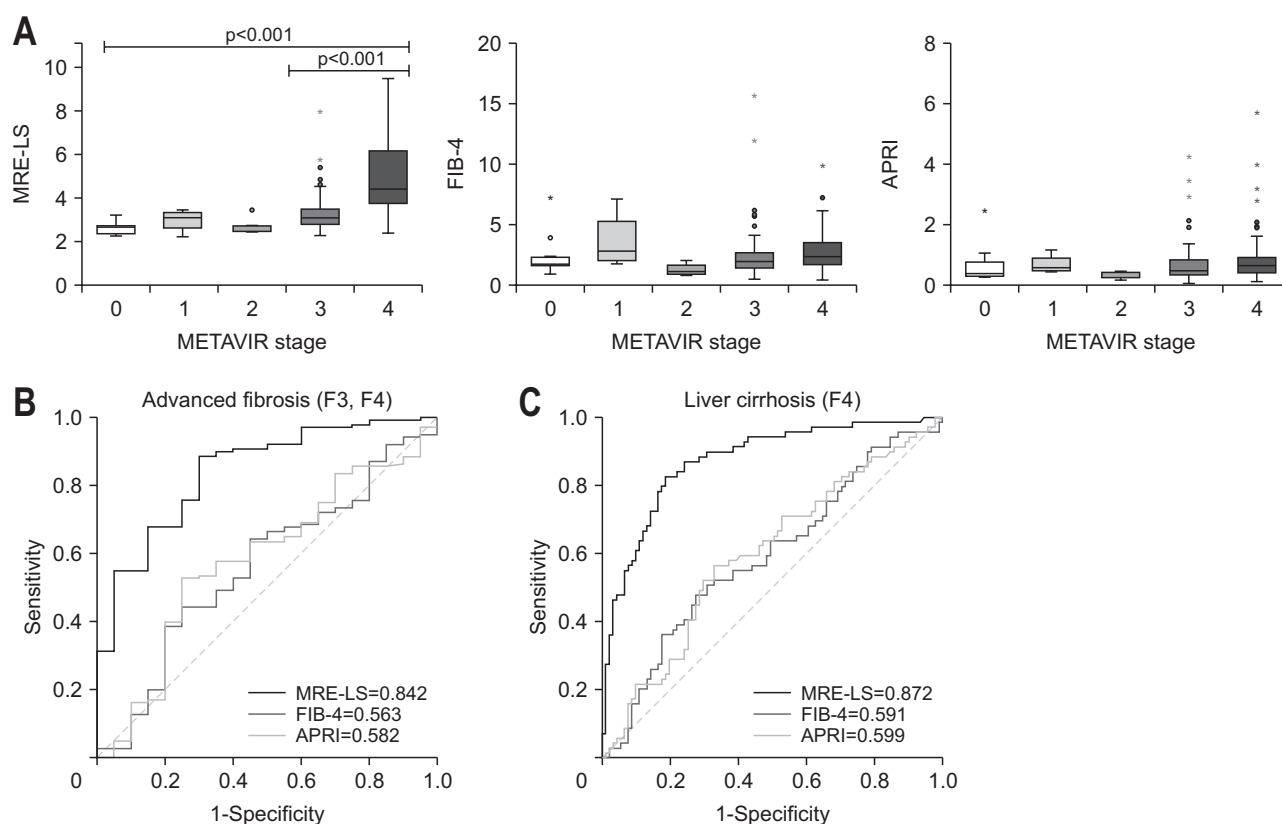 A
p<0.001
p<0.001
MRE-LS
10
8
6
4
2
0
0 1 2 3 4
METAVIR stage
FIB-4
20
15
10
5
0
0 1 2 3 4
METAVIR stage
APRI
8
6
4
2
0
0 1 2 3 4
METAVIR stage
B
Advanced fibrosis (F3, F4)
Sensitivity
1.0
0.8
0.6
0.4
0.2
MRE-LS=0.842
FIB-4=0.563
APRI=0.582
0 0.2 0.4 0.6 0.8 1.0
1-Specificity
C
Liver cirrhosis (F4)
Sensitivity
1.0
0.8
0.6
0.4
0.2
MRE-LS=0.872
FIB-4=0.591
APRI=0.599
0 0.2 0.4 0.6 0.8 1.0
1-Specificity